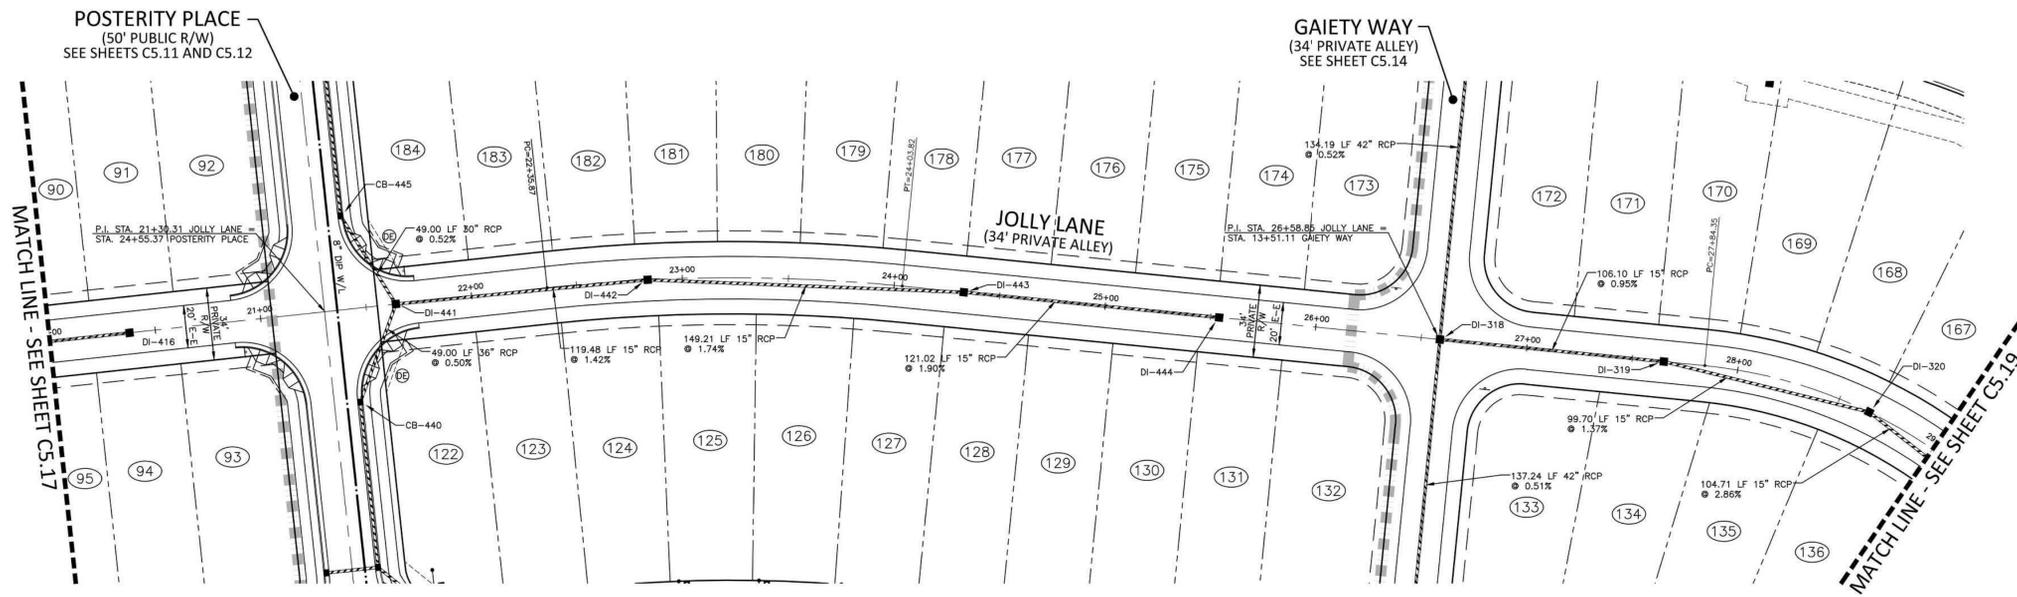 POSTERITY PLACE
(50' PUBLIC R/W)
SEE SHEETS C5.11 AND C5.12
GAIETY WAY
(34' PRIVATE ALLEY)
SEE SHEET C5.14
MATCH LINE - SEE SHEET C5.17
90
91
92
184
183
182
181
180
179
178
177
176
175
174
173
172
171
170
169
168
167
PC=22+35.87
PT=24+03.82
PC=27+84.35
134.19 LF 42" RCP
@ 0.52%
CB-445
P.I. STA. 21+30.31 JOLLY LANE =
STA. 24+55.37 POSTERITY PLACE
8" DIP W/L
DE
49.00 LF 30" RCP
@ 0.52%
JOLLY LANE
(34' PRIVATE ALLEY)
P.I. STA. 26+58.85 JOLLY LANE =
STA. 13+51.11 GAIETY WAY
106.10 LF 15" RCP
@ 0.95%
+00
DI-416
20' E-E
34'
PRIVATE
R/W
21+00
22+00
23+00
24+00
25+00
26+00
27+00
28+00
29
DI-441
DI-442
DI-443
DI-444
34'
PRIVATE
R/W
20' E-E
DI-318
DI-319
DI-320
49.00 LF 36" RCP
@ 0.50%
DE
119.48 LF 15" RCP
@ 1.42%
149.21 LF 15" RCP
@ 1.74%
121.02 LF 15" RCP
@ 1.90%
99.70 LF 15" RCP
@ 1.37%
CB-440
137.24 LF 42" RCP
@ 0.51%
104.71 LF 15" RCP
@ 2.86%
95
94
93
122
123
124
125
126
127
128
129
130
131
132
133
134
135
136
MATCH LINE - SEE SHEET C5.19